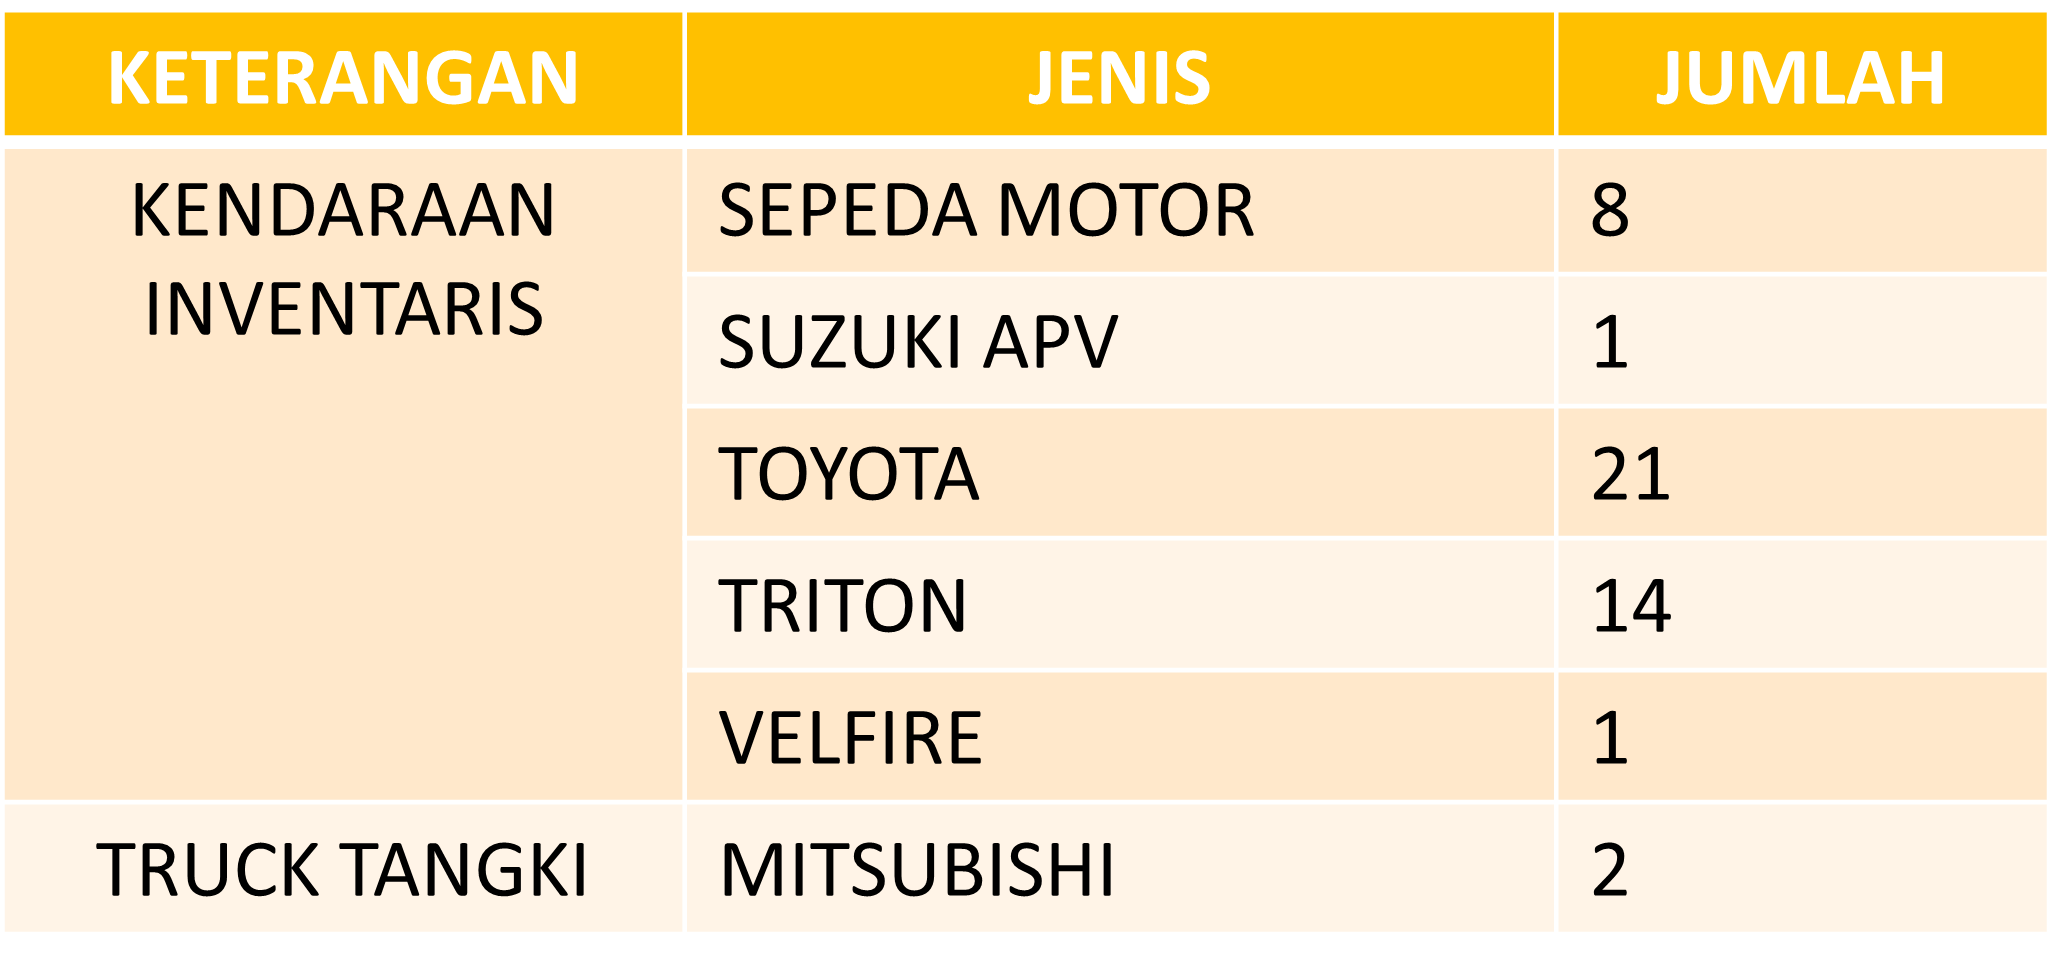 KETERANGAN JENIS JUMLAH
KENDARAAN INVENTARIS SEPEDA MOTOR 8
SUZUKI APV 1
TOYOTA 21
TRITON 14
VELFIRE 1
TRUCK TANGKI MITSUBISHI 2